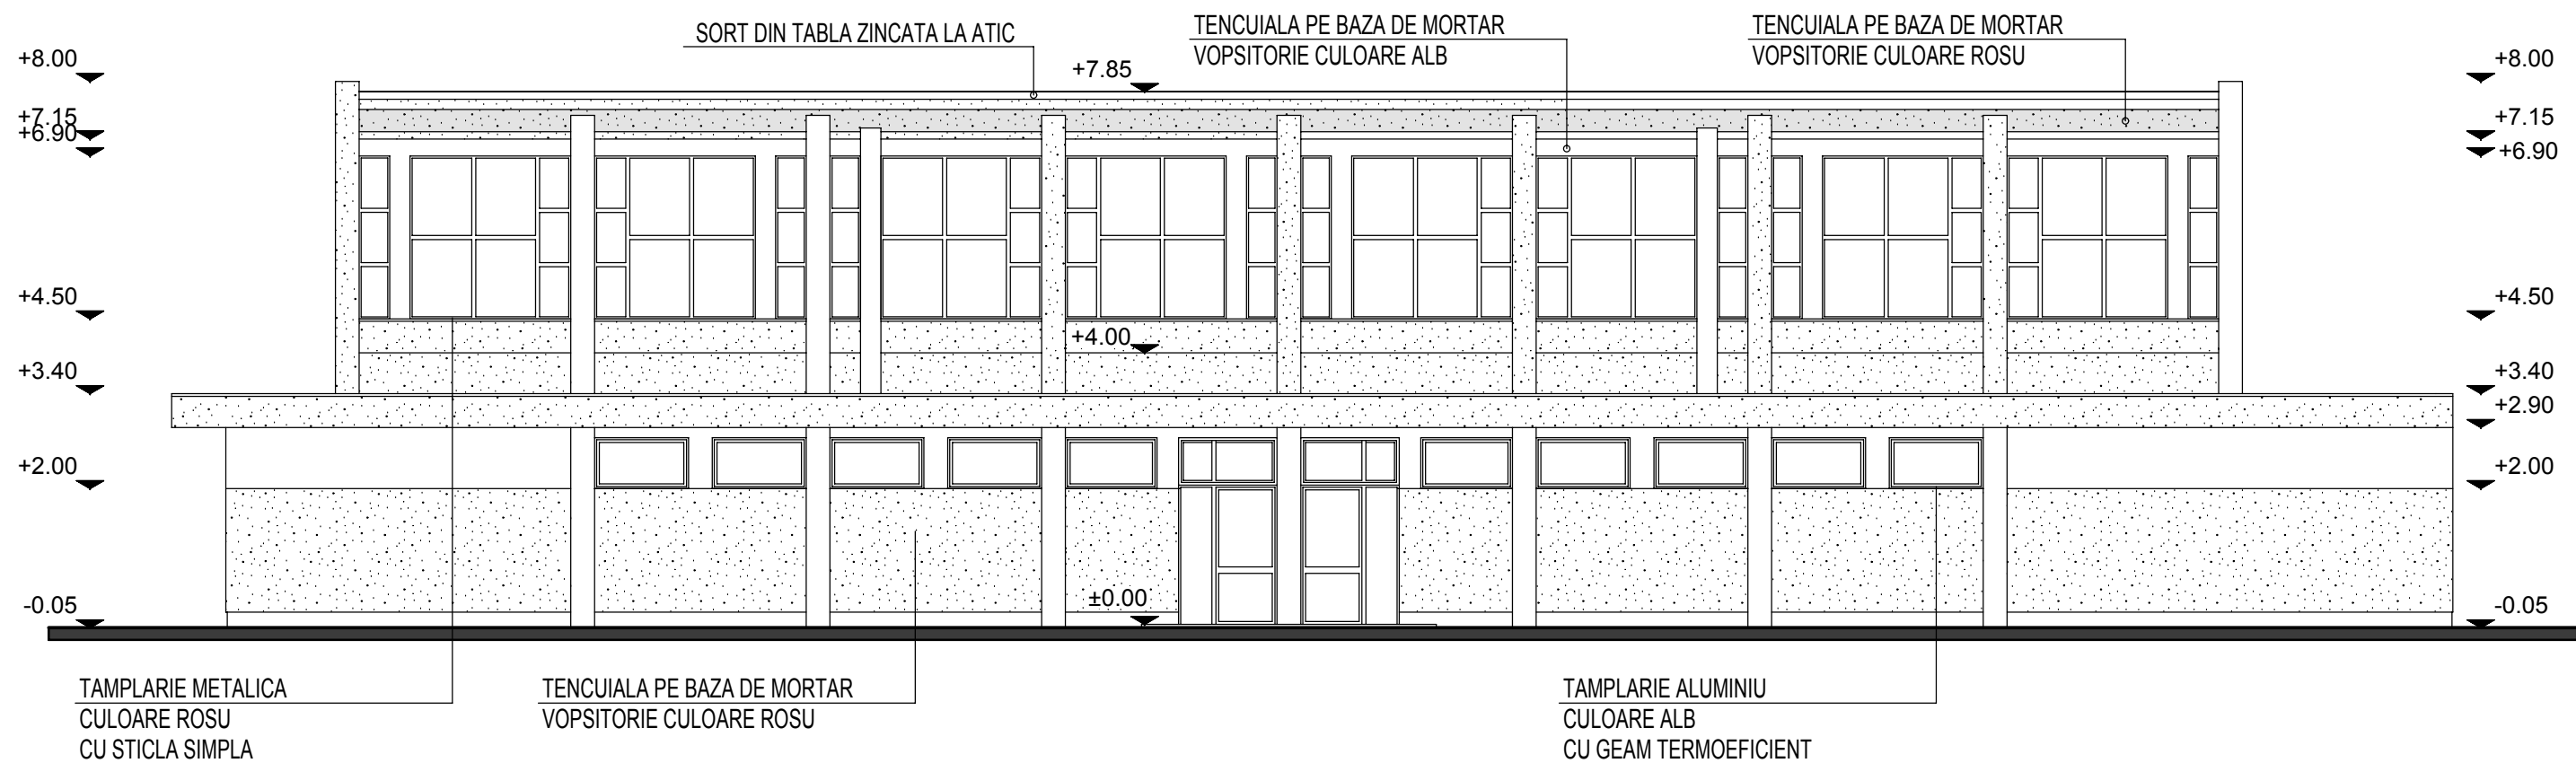 SORT DIN TABLA ZINCATA LA ATIC
TENCUIALA PE BAZA DE MORTAR
VOPSITORIE CULOARE ALB
TENCUIALA PE BAZA DE MORTAR
VOPSITORIE CULOARE ROSU
+8.00
+7.85
+8.00
+7.15
+6.90
+7.15
+6.90
+4.50
+4.50
+4.00
+3.40
+3.40
+2.90
+2.00
+2.00
-0.05
±0.00
-0.05
TAMPLARIE METALICA
CULOARE ROSU
CU STICLA SIMPLA
TENCUIALA PE BAZA DE MORTAR
VOPSITORIE CULOARE ROSU
TAMPLARIE ALUMINIU
CULOARE ALB
CU GEAM TERMOEFICIENT